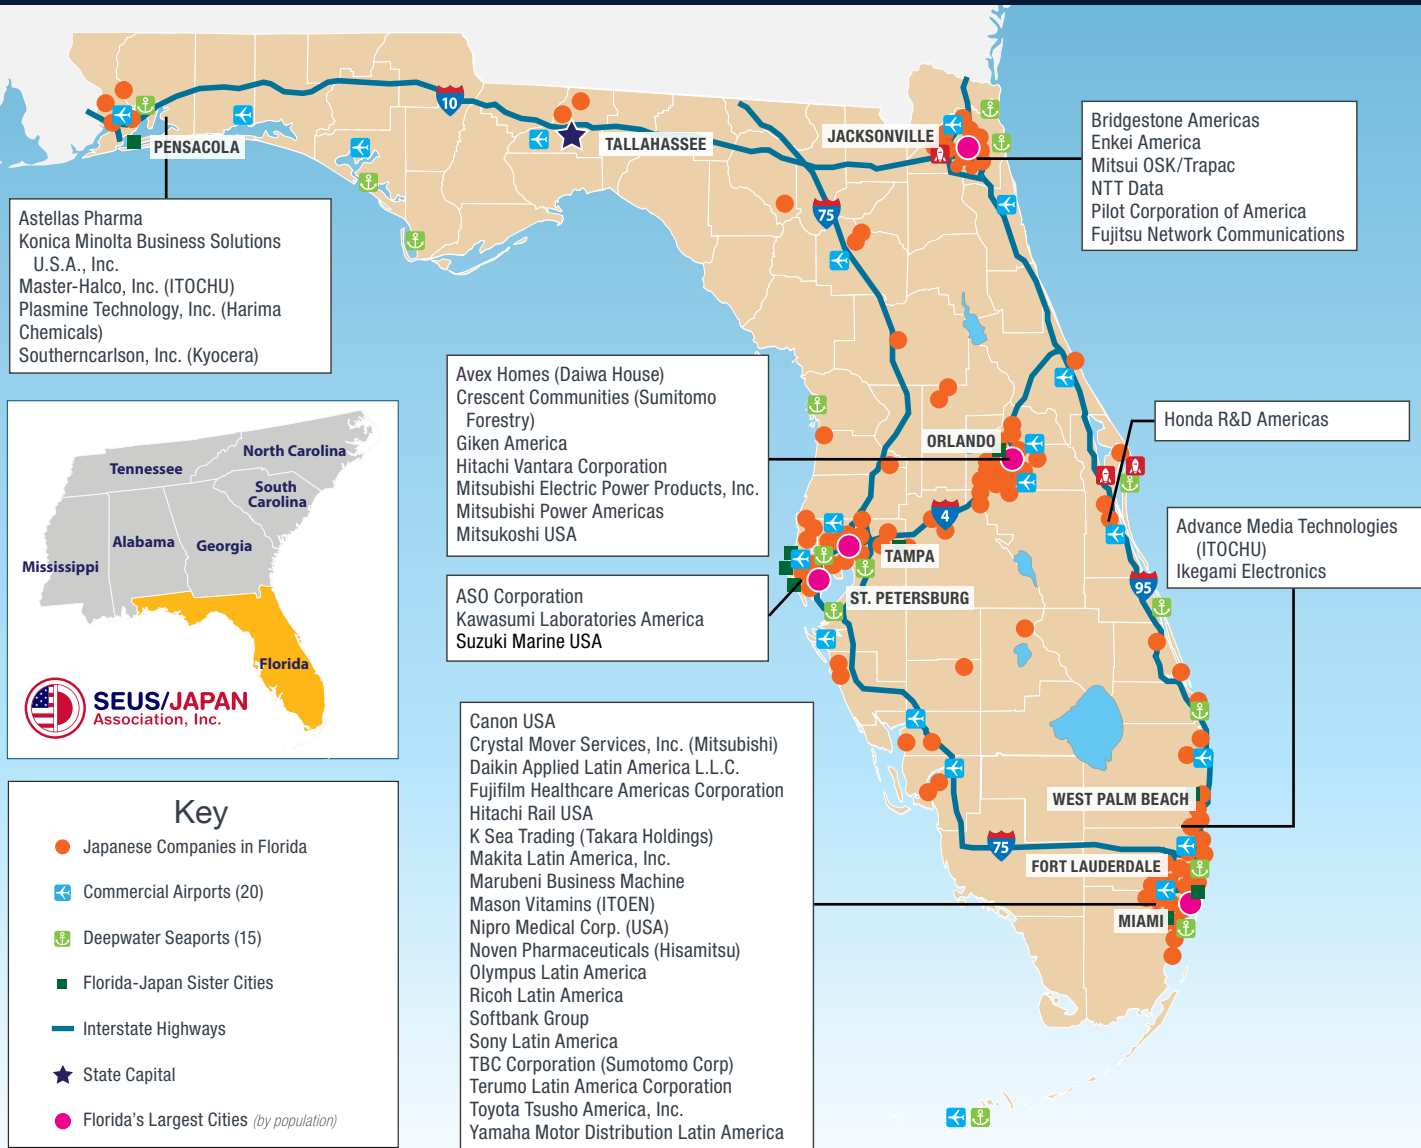 10
PENSACOLA
TALLAHASSEE
JACKSONVILLE
75
Bridgestone Americas
Enkei America
Mitsui OSK/Trapac
NTT Data
Pilot Corporation of America
Fujitsu Network Communications
Astellas Pharma
Konica Minolta Business Solutions
U.S.A., Inc.
Master-Halco, Inc. (ITOCHU)
Plasmine Technology, Inc. (Harima
Chemicals)
Southerncarlson, Inc. (Kyocera)
Avex Homes (Daiwa House)
Crescent Communities (Sumitomo
Forestry)
Giken America
Hitachi Vantara Corporation
Mitsubishi Electric Power Products, Inc.
Mitsubishi Power Americas
Mitsukoshi USA
ORLANDO
Honda R&D Americas
4
TAMPA
ST. PETERSBURG
95
Advance Media Technologies
(ITOCHU)
Ikegami Electronics
ASO Corporation
Kawasumi Laboratories America
Suzuki Marine USA
North Carolina
Tennessee
South
Carolina
Alabama
Georgia
Mississippi
Florida
SEUS/JAPAN
Association, Inc.
Canon USA
Crystal Mover Services, Inc. (Mitsubishi)
Daikin Applied Latin America L.L.C.
Fujifilm Healthcare Americas Corporation
Hitachi Rail USA
K Sea Trading (Takara Holdings)
Makita Latin America, Inc.
Marubeni Business Machine
Mason Vitamins (ITOEN)
Nipro Medical Corp. (USA)
Noven Pharmaceuticals (Hisamitsu)
Olympus Latin America
Ricoh Latin America
Softbank Group
Sony Latin America
TBC Corporation (Sumotomo Corp)
Terumo Latin America Corporation
Toyota Tsusho America, Inc.
Yamaha Motor Distribution Latin America
WEST PALM BEACH
75
FORT LAUDERDALE
MIAMI
Key
Japanese Companies in Florida
Commercial Airports (20)
Deepwater Seaports (15)
Florida-Japan Sister Cities
Interstate Highways
State Capital
Florida's Largest Cities (by population)